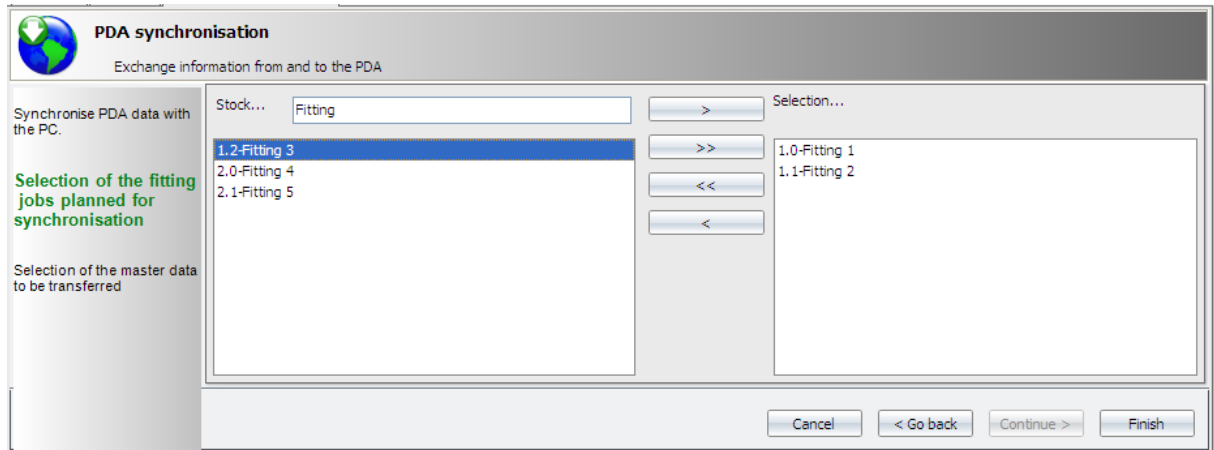 PDA synchronisation
Exchange information from and to the PDA
Synchronise PDA data with
the PC.
Selection of the fitting
jobs planned for
synchronisation
Selection of the master data
to be transferred
Stock...
Fitting
1.2-Fitting 3
2.0-Fitting 4
2.1-Fitting 5
>
>>
<<
<
Selection...
1.0-Fitting 1
1.1-Fitting 2
Cancel
< Go back
Continue >
Finish